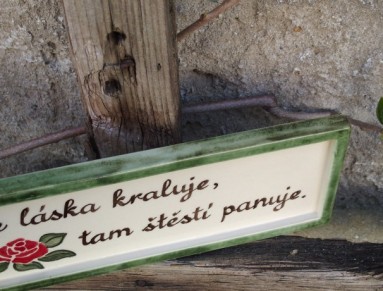 láska kraluje,
tam štěstí panuje.